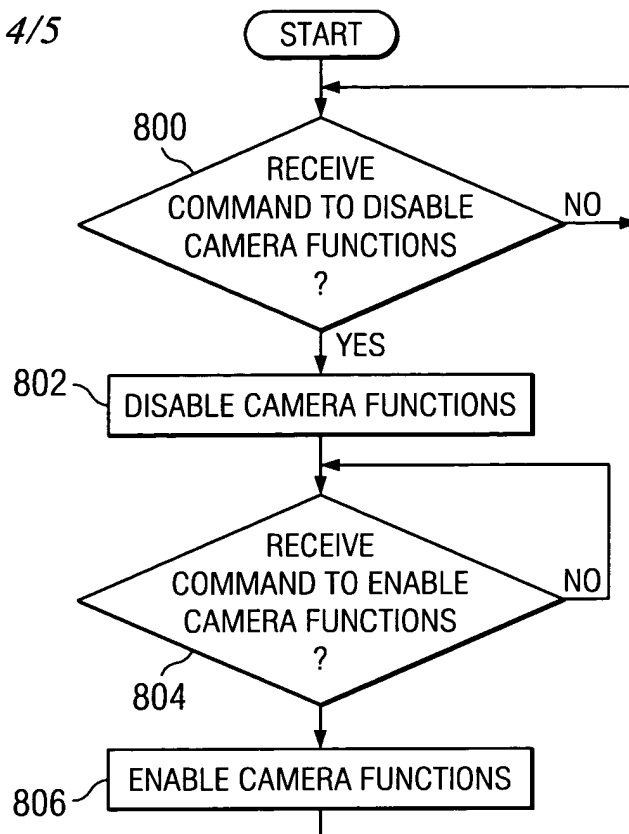 4/5
START
800
RECEIVE
COMMAND TO DISABLE
CAMERA FUNCTIONS
?
NO
YES
802
DISABLE CAMERA FUNCTIONS
RECEIVE
COMMAND TO ENABLE
CAMERA FUNCTIONS
?
NO
804
ENABLE CAMERA FUNCTIONS
806